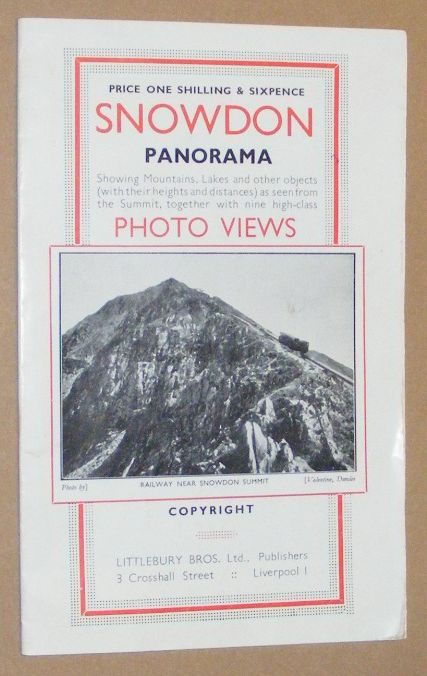 PRICE ONE SHILLING & SIXPENCE
SNOWDON
PANORAMA
Showing Mountains, Lakes and other objects
(with their heights and distances) as seen from
the Summit, together with nine high-class
PHOTO VIEWS
Photo by] RAILWAY NEAR SNOWDON SUMMIT [Valentine, Dundee
COPYRIGHT
LITTLEBURY BROS. Ltd., Publishers
3 Crosshall Street :: Liverpool 1